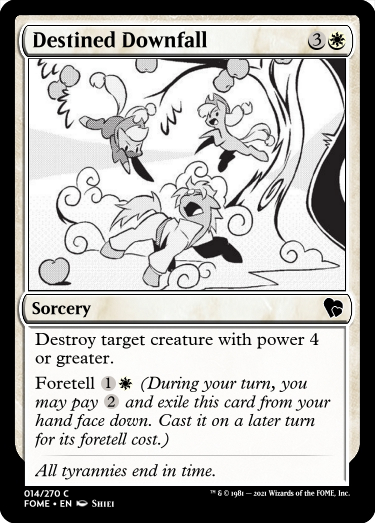 Destined Downfall 3
Sorcery
Destroy target creature with power 4
or greater.
Foretell 1 (During your turn, you
may pay 2 and exile this card from your
hand face down. Cast it on a later turn
for its foretell cost.)
All tyrannies end in time.
014/270 C
FOME • EN Shiei
™ & © 1981 — 2021 Wizards of the FOME, Inc.